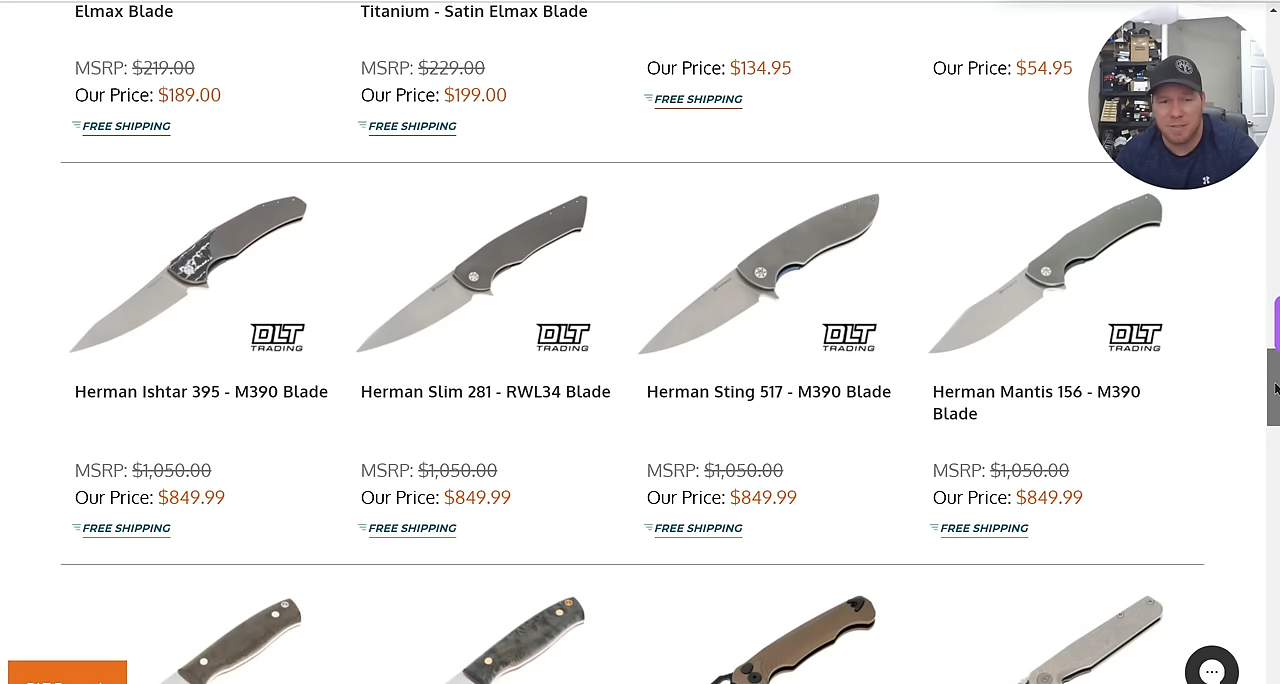 Elmax Blade
Titanium - Satin Elmax Blade
MSRP: $219.00
MSRP: $229.00
Our Price: $134.95
Our Price: $54.95
Our Price: $189.00
Our Price: $199.00
FREE SHIPPING
FREE SHIPPING
FREE SHIPPING
DLT
TRADING
DLT
TRADING
DLT
TRADING
DLT
TRADING
Herman Ishtar 395 - M390 Blade
Herman Slim 281 - RWL34 Blade
Herman Sting 517 - M390 Blade
Herman Mantis 156 - M390
Blade
MSRP: $1,050.00
MSRP: $1,050.00
MSRP: $1,050.00
MSRP: $1,050.00
Our Price: $849.99
Our Price: $849.99
Our Price: $849.99
Our Price: $849.99
FREE SHIPPING
FREE SHIPPING
FREE SHIPPING
FREE SHIPPING